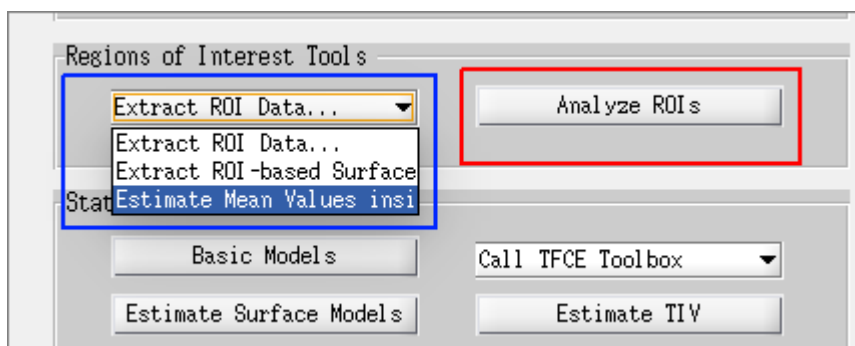 Regions of Interest Tools
Extract ROI Data...
Analyze ROIs
Extract ROI Data...
Extract ROI-based Surface
Estimate Mean Values insi
Stat
Basic Models
Call TFCE Toolbox
Estimate Surface Models
Estimate TIV